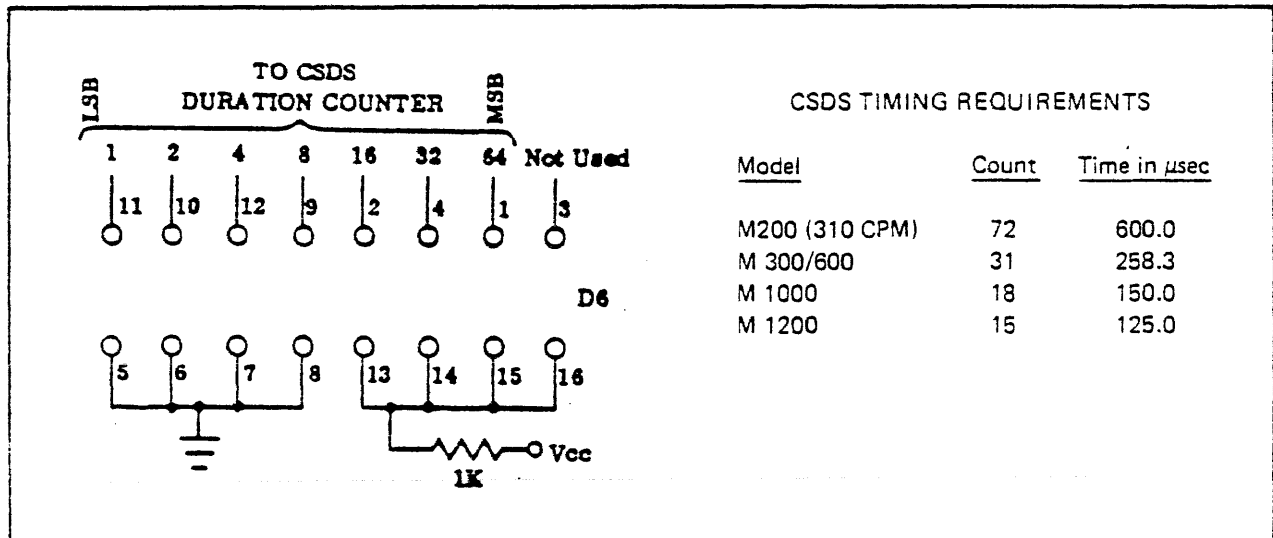 TO CSDS
DURATION COUNTER
LSB
MSB
1 2 4 8 16 32 64 Not Used
11 10 12 9 2 4 1 3
D6
5 6 7 8 13 14 15 16
Vcc
1K
CSDS TIMING REQUIREMENTS
Model Count Time in μsec
M200 (310 CPM) 72 600.0
M 300/600 31 258.3
M 1000 18 150.0
M 1200 15 125.0